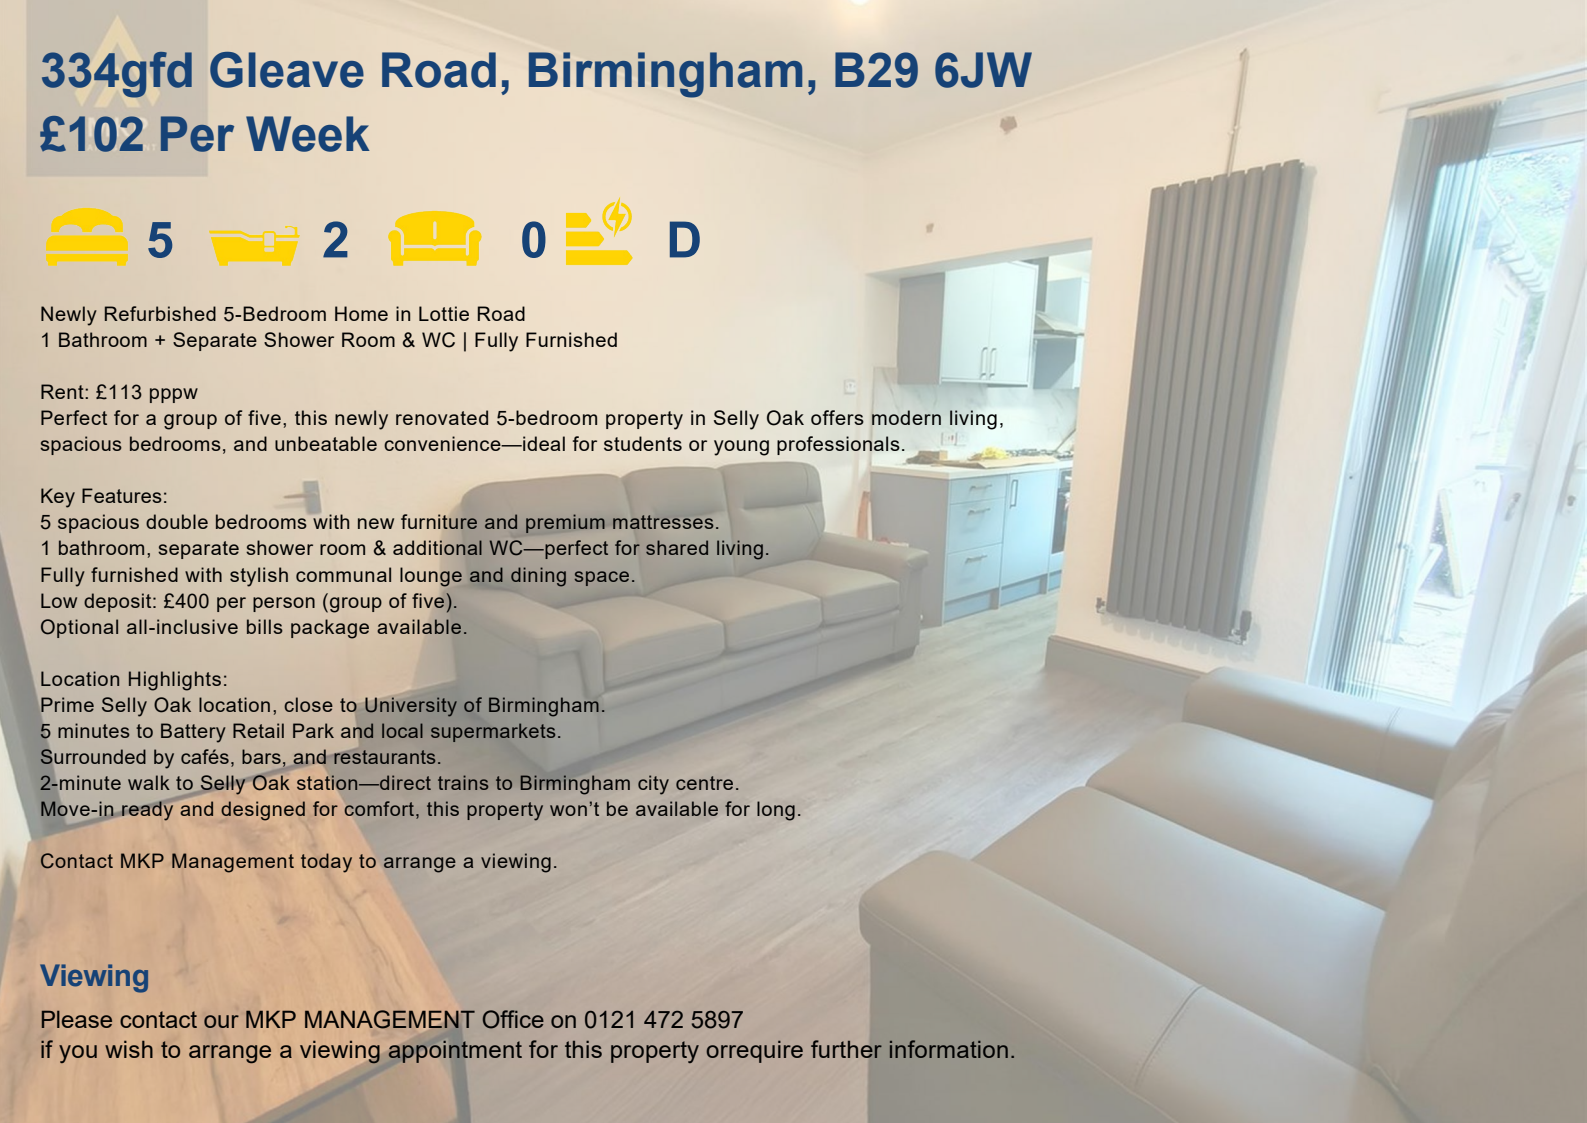 334gfd Gleave Road, Birmingham, B29 6JW
£102 Per Week
5 2 0 D
Newly Refurbished 5-Bedroom Home in Lottie Road
1 Bathroom + Separate Shower Room & WC | Fully Furnished
Rent: £113 pppw
Perfect for a group of five, this newly renovated 5-bedroom property in Selly Oak offers modern living,
spacious bedrooms, and unbeatable convenience—ideal for students or young professionals.
Key Features:
5 spacious double bedrooms with new furniture and premium mattresses.
1 bathroom, separate shower room & additional WC—perfect for shared living.
Fully furnished with stylish communal lounge and dining space.
Low deposit: £400 per person (group of five).
Optional all-inclusive bills package available.
Location Highlights:
Prime Selly Oak location, close to University of Birmingham.
5 minutes to Battery Retail Park and local supermarkets.
Surrounded by cafés, bars, and restaurants.
2-minute walk to Selly Oak station—direct trains to Birmingham city centre.
Move-in ready and designed for comfort, this property won’t be available for long.
Contact MKP Management today to arrange a viewing.
Viewing
Please contact our MKP MANAGEMENT Office on 0121 472 5897
if you wish to arrange a viewing appointment for this property orrequire further information.